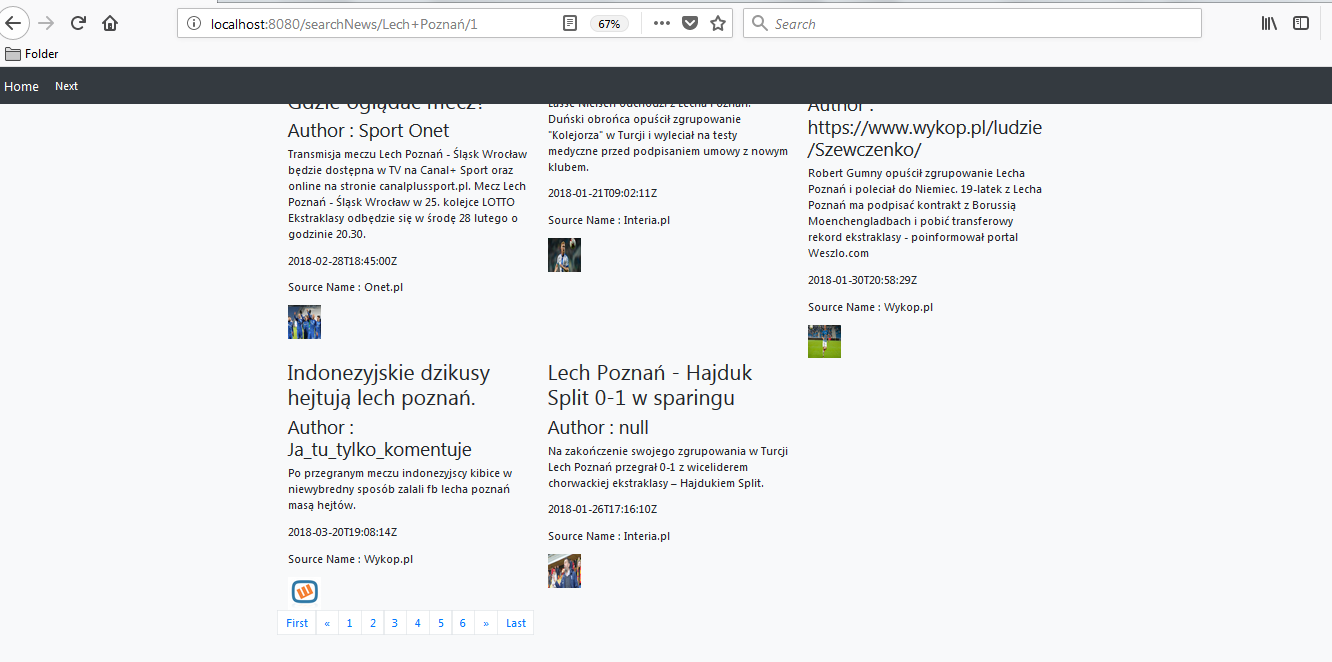 localhost:8080/searchNews/Lech+Poznań/1
67%
Search
Folder
Home
Next
Gdzie oglądać mecz?
Author : Sport Onet
Transmisja meczu Lech Poznań - Śląsk Wrocław
będzie dostępna w TV na Canal+ Sport oraz
online na stronie canalplussport.pl. Mecz Lech
Poznań - Śląsk Wrocław w 25. kolejce LOTTO
Ekstraklasy odbędzie się w środę 28 lutego o
godzinie 20.30.
2018-02-28T18:45:00Z
Source Name : Onet.pl
Lasse Nielsen odchodzi z Lecha Poznań.
Duński obrońca opuścił zgrupowanie
"Kolejorza" w Turcji i wyleciał na testy
medyczne przed podpisaniem umowy z nowym
klubem.
2018-01-21T09:02:11Z
Source Name : Interia.pl
Author :
https://www.wykop.pl/ludzie
/Szewczenko/
Robert Gumny opuścił zgrupowanie Lecha
Poznań i poleciał do Niemiec. 19-latek z Lecha
Poznań ma podpisać kontrakt z Borussią
Moenchengladbach i pobić transferowy
rekord ekstraklasy - poinformował portal
Weszlo.com
2018-01-30T20:58:29Z
Source Name : Wykop.pl
Indonezyjskie dzikusy
hejtują lech poznań.
Author :
Ja_tu_tylko_komentuje
Po przegranym meczu indonezyjscy kibice w
niewybredny sposób zalali fb lecha poznań
masą hejtów.
2018-03-20T19:08:14Z
Source Name : Wykop.pl
Lech Poznań - Hajduk
Split 0-1 w sparingu
Author : null
Na zakończenie swojego zgrupowania w Turcji
Lech Poznań przegrał 0-1 z wiceliderem
chorwackiej ekstraklasy – Hajdukiem Split.
2018-01-26T17:16:10Z
Source Name : Interia.pl
First « 1 2 3 4 5 6 » Last